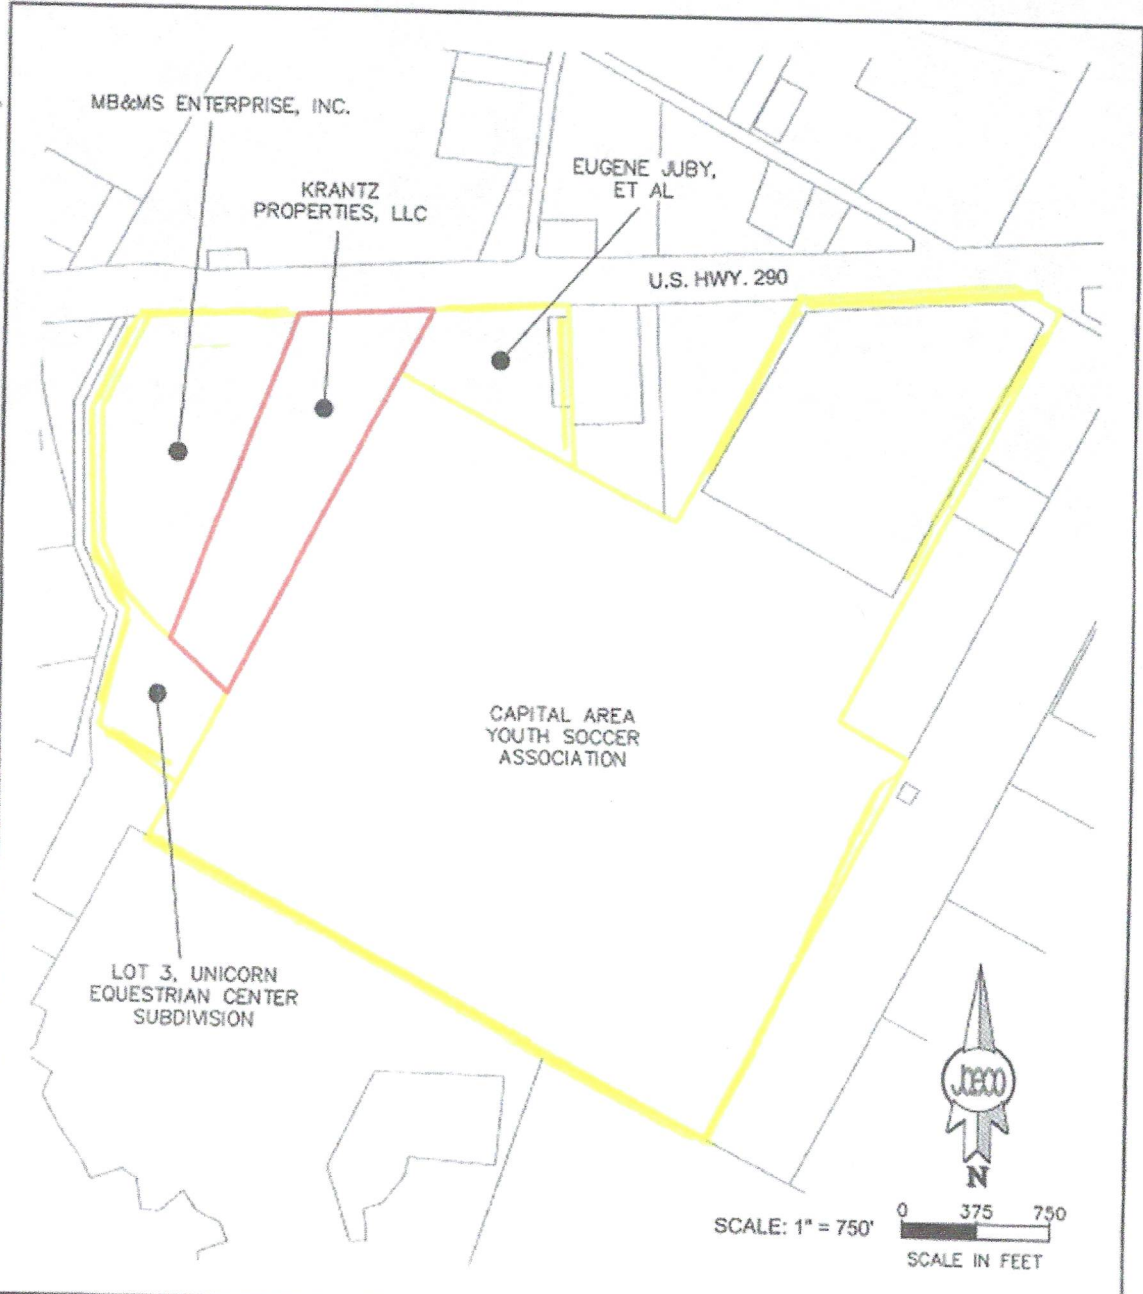 MB&MS ENTERPRISE, INC.
KRANTZ
PROPERTIES, LLC
EUGENE JUBY,
ET AL
U.S. HWY. 290
CAPITAL AREA
YOUTH SOCCER
ASSOCIATION
LOT 3, UNICORN
EQUESTRIAN CENTER
SUBDIVISION
N
SCALE: 1" = 750'
0 375 750
SCALE IN FEET